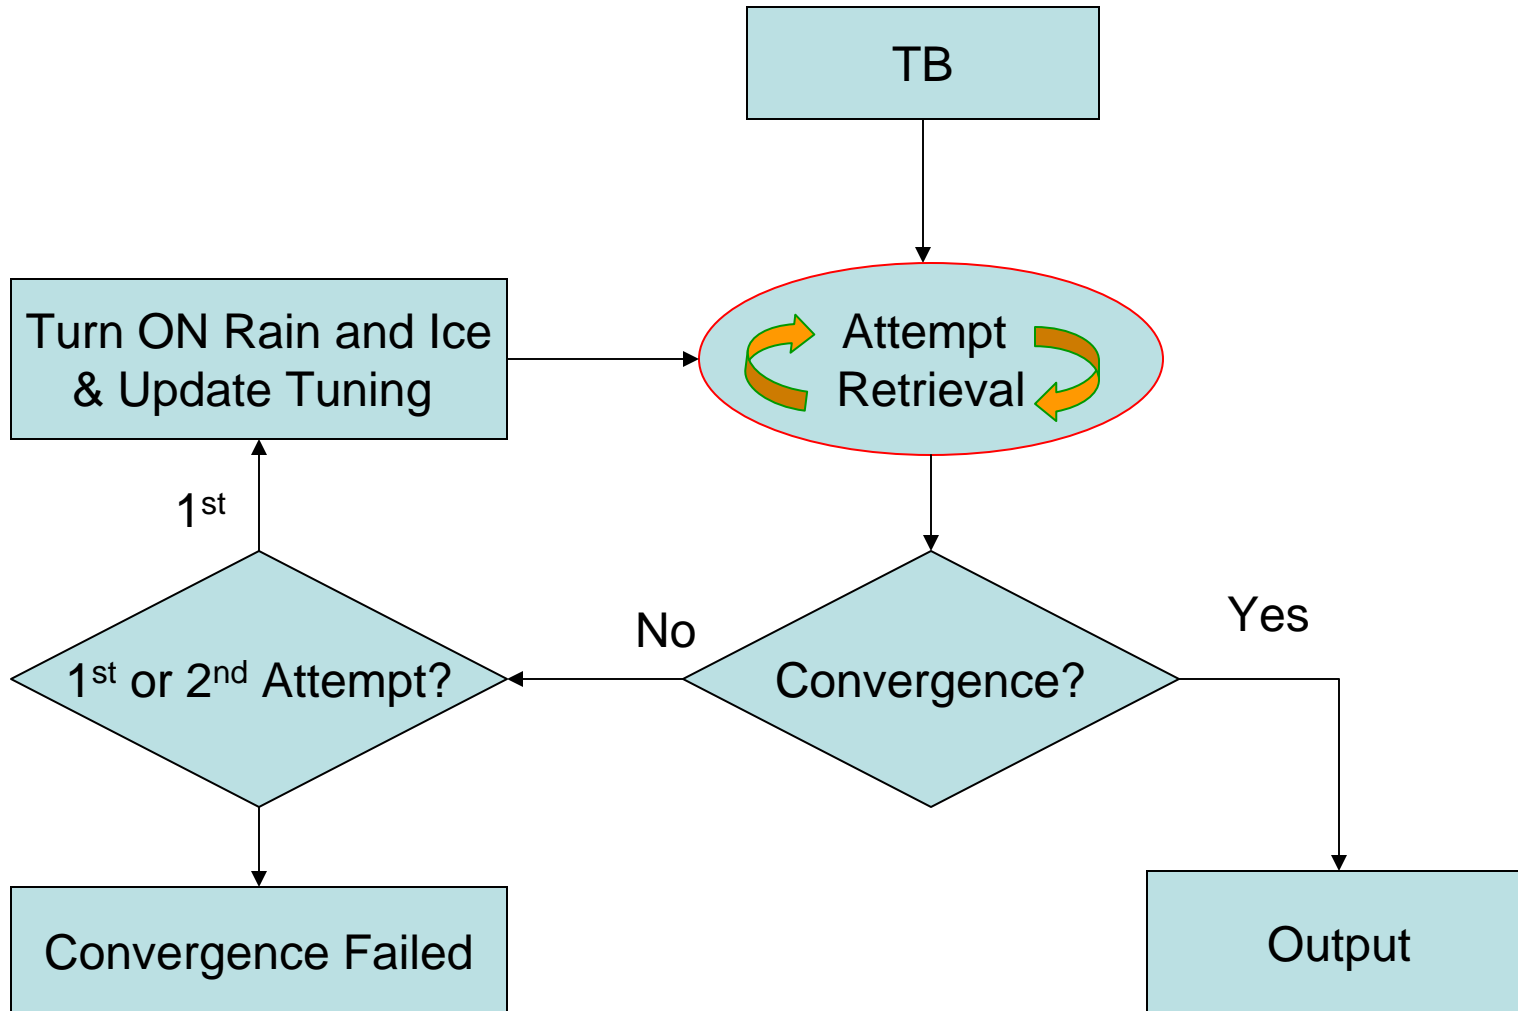 TB
Turn ON Rain and Ice
& Update Tuning
Attempt
Retrieval
1st
No
Yes
1st or 2nd Attempt?
Convergence?
Convergence Failed
Output